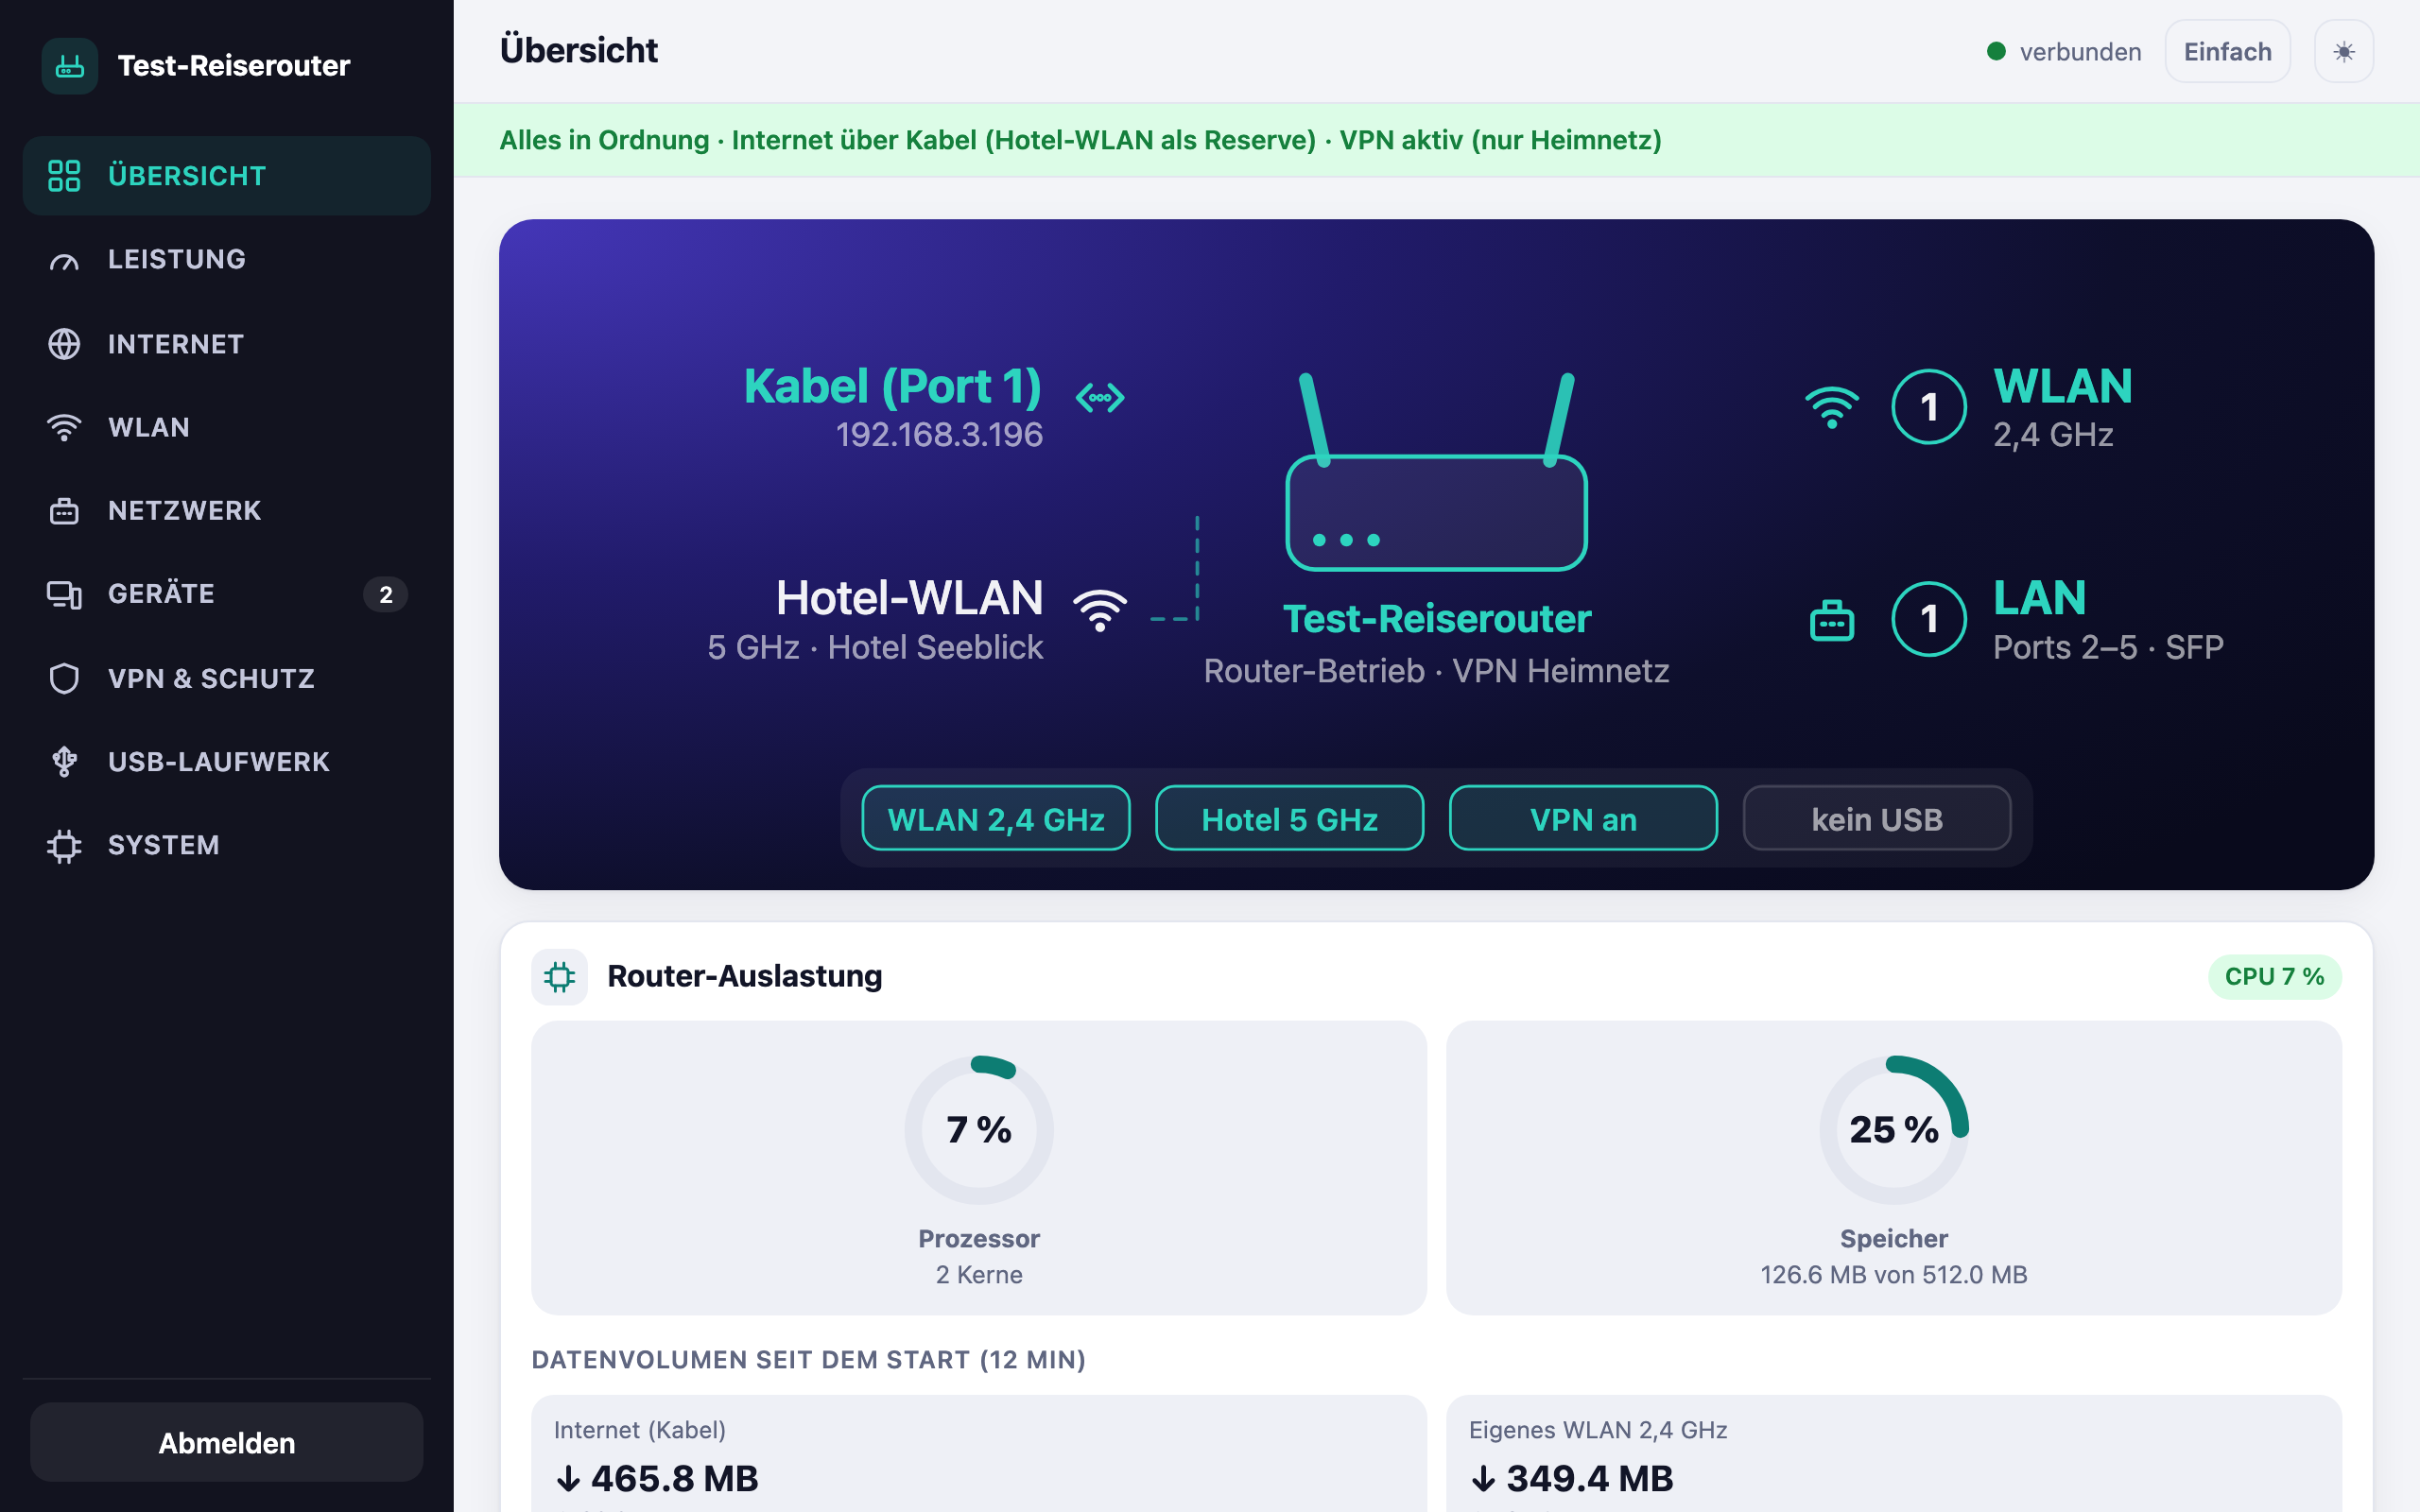 Test-Reiserouter
ÜBERSICHT
LEISTUNG
INTERNET
WLAN
NETZWERK
GERÄTE 2
VPN & SCHUTZ
USB-LAUFWERK
SYSTEM
Abmelden
Übersicht
verbunden
Einfach
Alles in Ordnung · Internet über Kabel (Hotel-WLAN als Reserve) · VPN aktiv (nur Heimnetz)
Kabel (Port 1)
192.168.3.196
Hotel-WLAN
5 GHz · Hotel Seeblick
Test-Reiserouter
Router-Betrieb · VPN Heimnetz
1 WLAN
2,4 GHz
1 LAN
Ports 2–5 · SFP
WLAN 2,4 GHz
Hotel 5 GHz
VPN an
kein USB
Router-Auslastung
CPU 7 %
7 %
Prozessor
2 Kerne
25 %
Speicher
126.6 MB von 512.0 MB
DATENVOLUMEN SEIT DEM START (12 MIN)
Internet (Kabel)
↓ 465.8 MB
Eigenes WLAN 2,4 GHz
↓ 349.4 MB